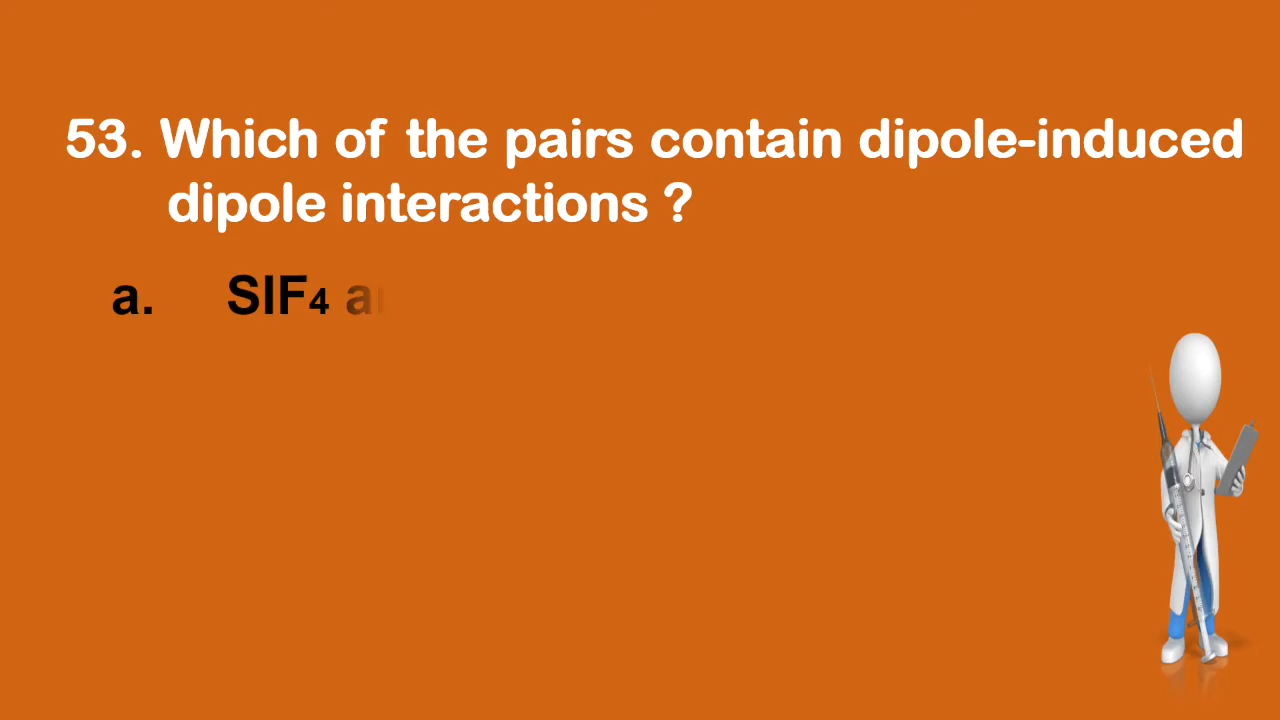 53. Which of the pairs contain dipole-induced
dipole interactions ?
a. SIF₄